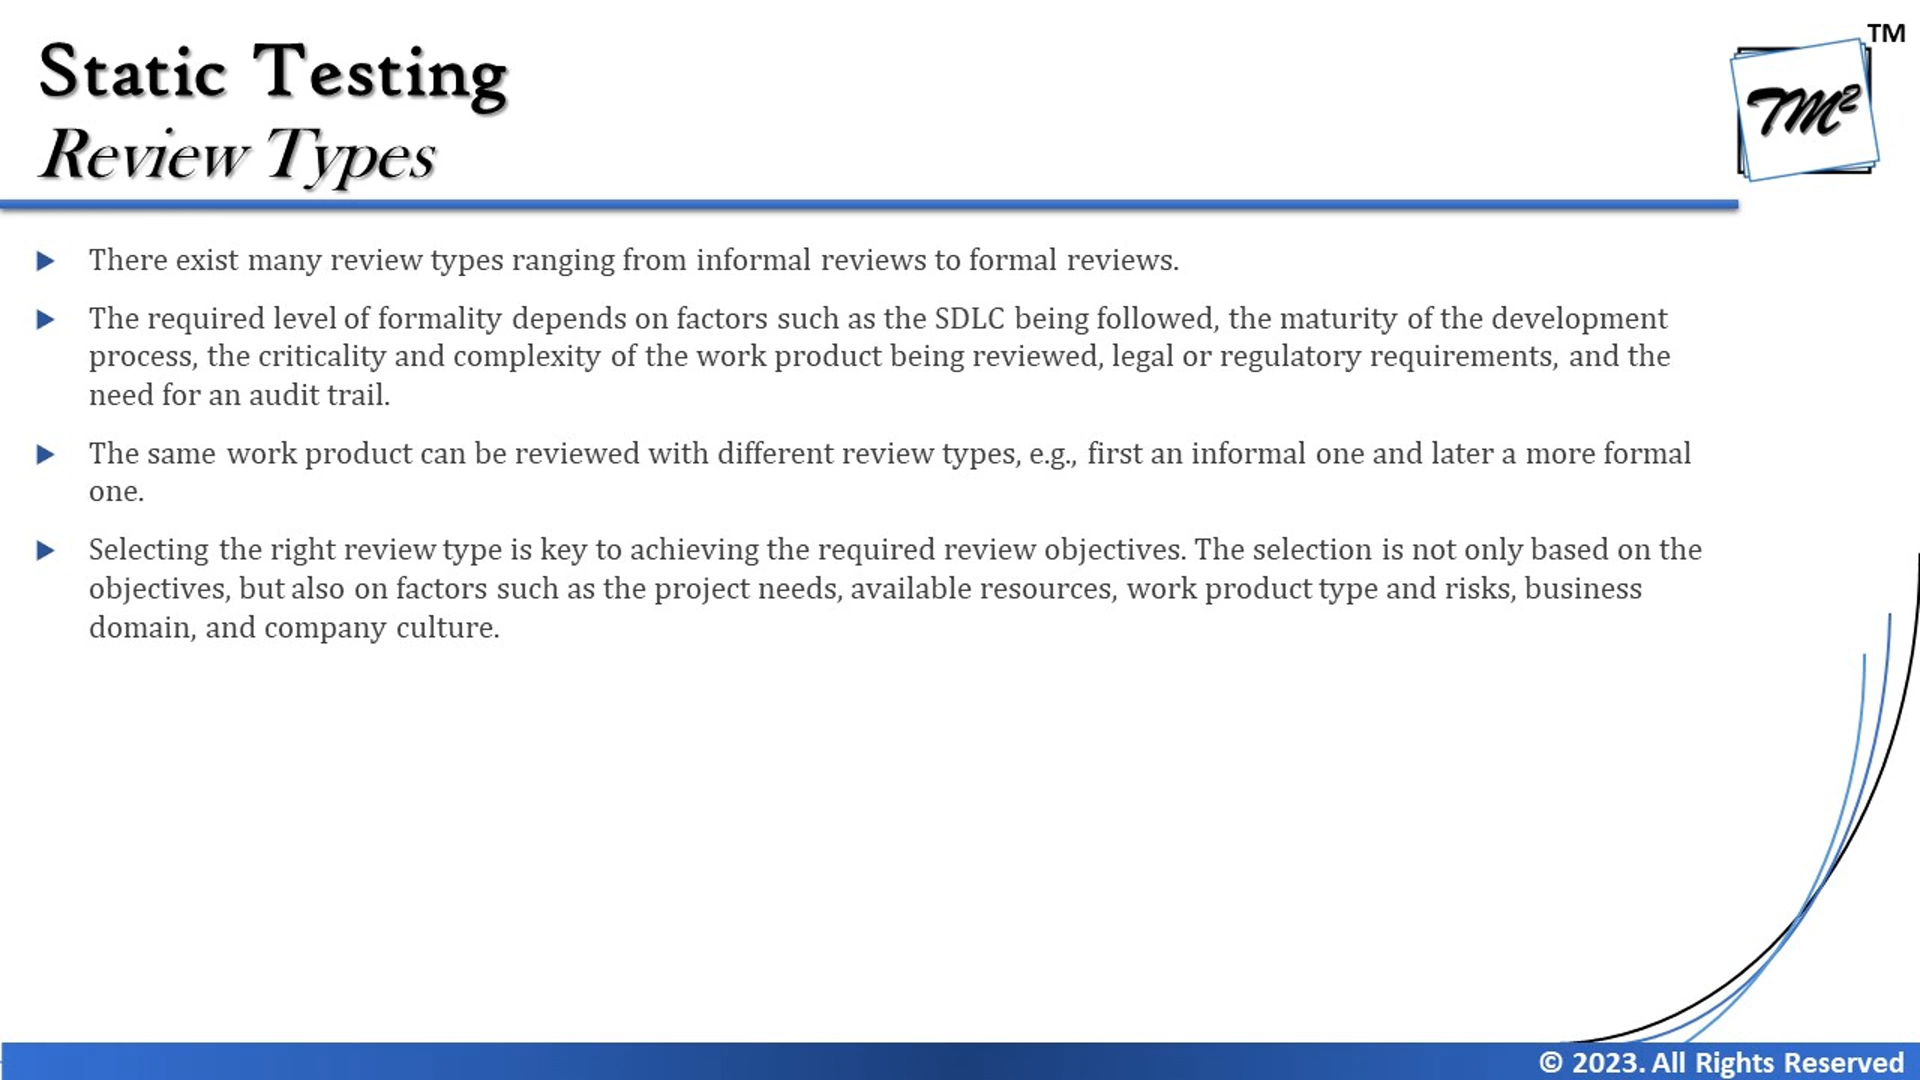 Static Testing
Review Types
TM
TM²
There exist many review types ranging from informal reviews to formal reviews.
The required level of formality depends on factors such as the SDLC being followed, the maturity of the development
process, the criticality and complexity of the work product being reviewed, legal or regulatory requirements, and the
need for an audit trail.
The same work product can be reviewed with different review types, e.g., first an informal one and later a more formal
one.
Selecting the right review type is key to achieving the required review objectives. The selection is not only based on the
objectives, but also on factors such as the project needs, available resources, work product type and risks, business
domain, and company culture.
© 2023. All Rights Reserved